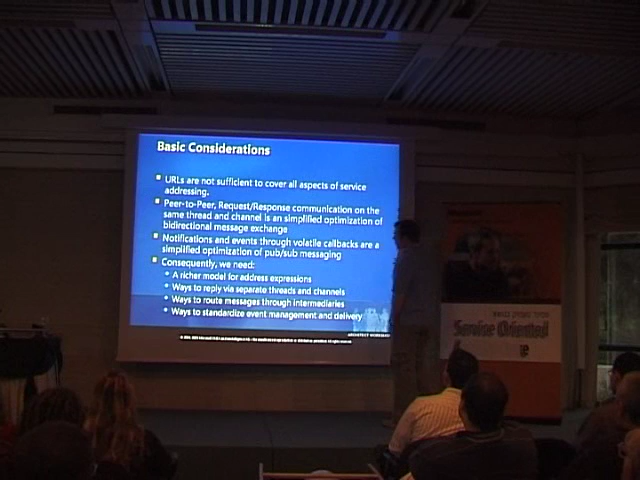 Basic Considerations
URLs are not sufficient to cover all aspects of service
addressing.
Peer-to-Peer, Request/Response communication on the
same thread and channel is an simplified optimization of
bidirectional message exchange
Notifications and events through volatile callbacks are a
simplified optimization of pub/sub messaging
Consequently, we need:
A richer model for address expressions
Ways to reply via separate threads and channels
Ways to route messages through intermediaries
Ways to standardize event management and delivery
Service Oriented